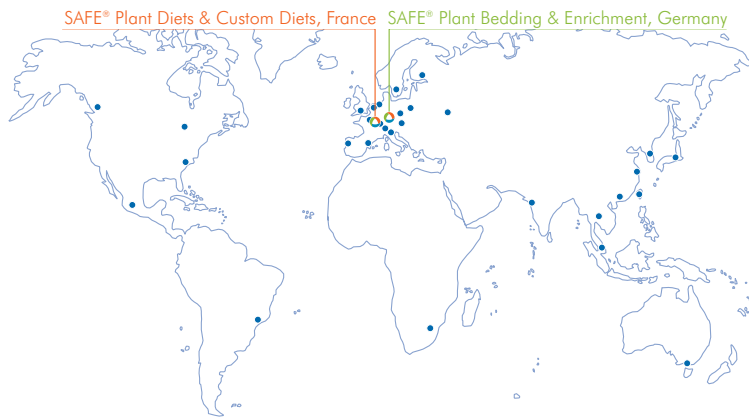 SAFE® Plant Diets & Custom Diets, France
SAFE® Plant Bedding & Enrichment, Germany